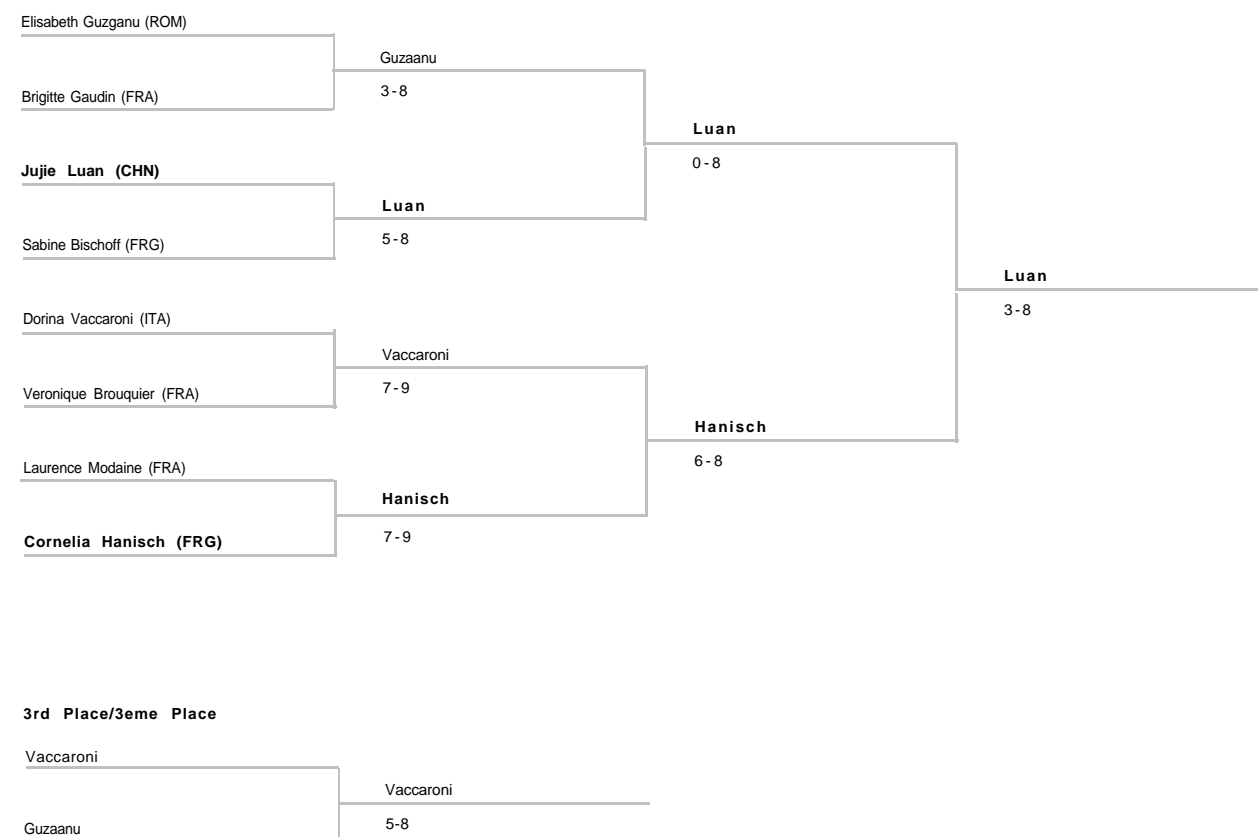 Elisabeth Guzganu (ROM)
Guzaanu
3-8
Brigitte Gaudin (FRA)
Luan
0-8
Jujie Luan (CHN)
Luan
5-8
Sabine Bischoff (FRG)
Luan
3-8
Dorina Vaccaroni (ITA)
Vaccaroni
7-9
Veronique Brouquier (FRA)
Hanisch
6-8
Laurence Modaine (FRA)
Hanisch
7-9
Cornelia Hanisch (FRG)
3rd Place/3eme Place
Vaccaroni
Vaccaroni
5-8
Guzaanu